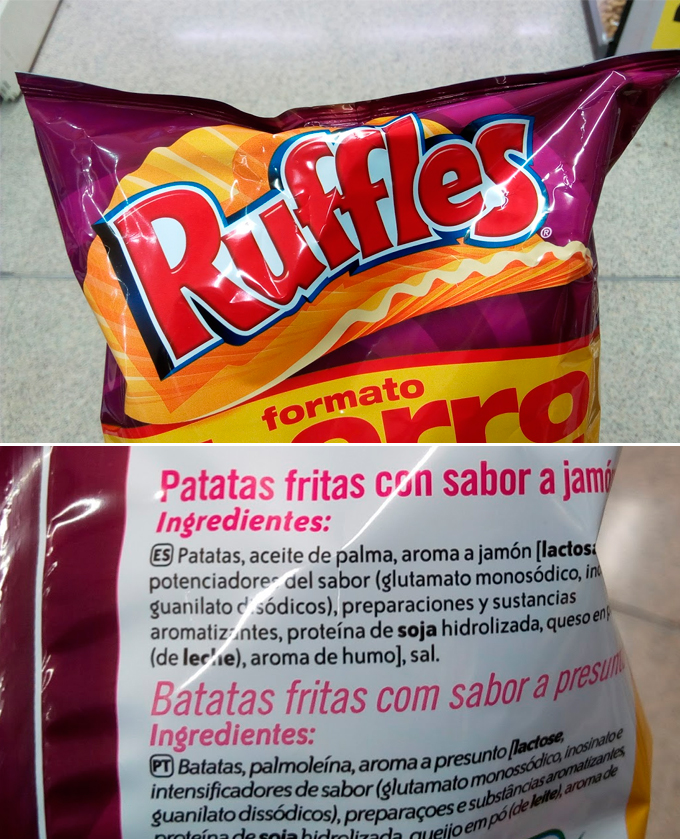 Ruffles
®
formato
Patatas fritas con sabor a jamó
Ingredientes:
ES Patatas, aceite de palma, aroma a jamón [lactosa
potenciadores del sabor (glutamato monosódico, ino
guanilato disódicos), preparaciones y sustancias
aromatizantes, proteína de soja hidrolizada, queso en p
(de leche), aroma de humo], sal.
Batatas fritas com sabor a presun
Ingredientes:
PT Batatas, palmoleína, aroma a presunto [lactose,
intensificadores de sabor (glutamato monossódico, inosinato e
guanilato dissódicos), preparaçoes e substâncias aromatizantes,
proteína de soja hidrolizada, queijo em pó (de leite), aroma de